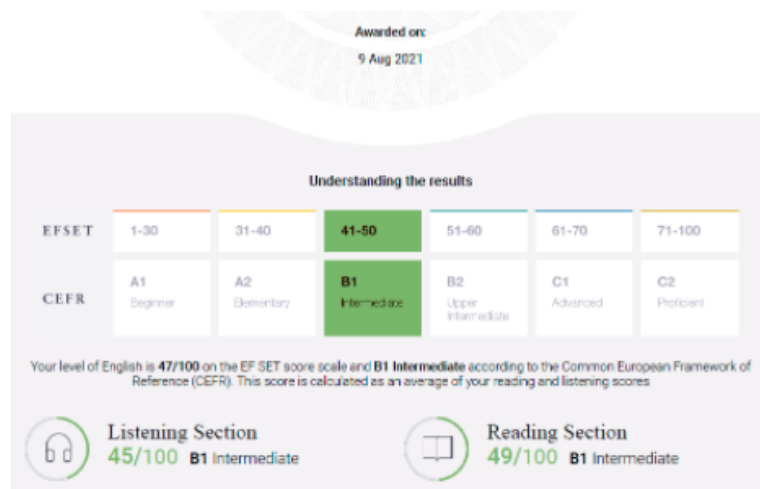 Awarded on:
9 Aug 2021
Understanding the results
EFSET 1-30 31-40 41-50 51-60 61-70 71-100
CEFR A1 A2 B1 B2 C1 C2
Beginner Elementary Intermediate Upper Intermediate Advanced Proficient
Your level of English is 47/100 on the EF SET score scale and B1 Intermediate according to the Common European Framework of
Reference (CEFR). This score is calculated as an average of your reading and listening scores
Listening Section
45/100 B1 Intermediate
Reading Section
49/100 B1 Intermediate